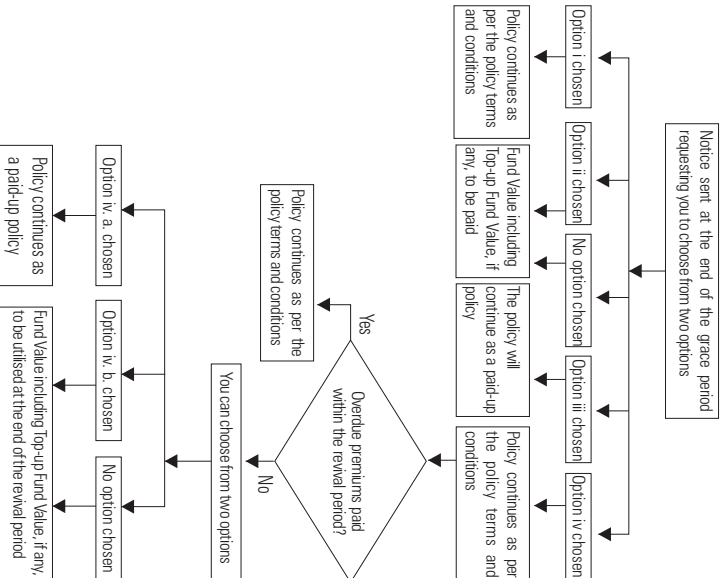 Notice sent at the end of the grace period
requesting you to choose from two options
Option i chosen
Option ii chosen
No option chosen
Option iii chosen
Option iv chosen
Policy continues as
per the policy terms
and conditions
Fund Value including
Top-up Fund Value, if
any, to be paid
The policy will
continue as a paid-up
policy
Policy continues as per
the policy terms and
conditions
Overdue premiums paid
within the revival period?
Yes
No
Policy continues as per the
policy terms and conditions
You can choose from two options
Option iv. a. chosen
Option iv. b. chosen
No option chosen
Policy continues as
a paid-up policy
Fund Value including Top-up Fund Value, if any,
to be utilised at the end of the revival period